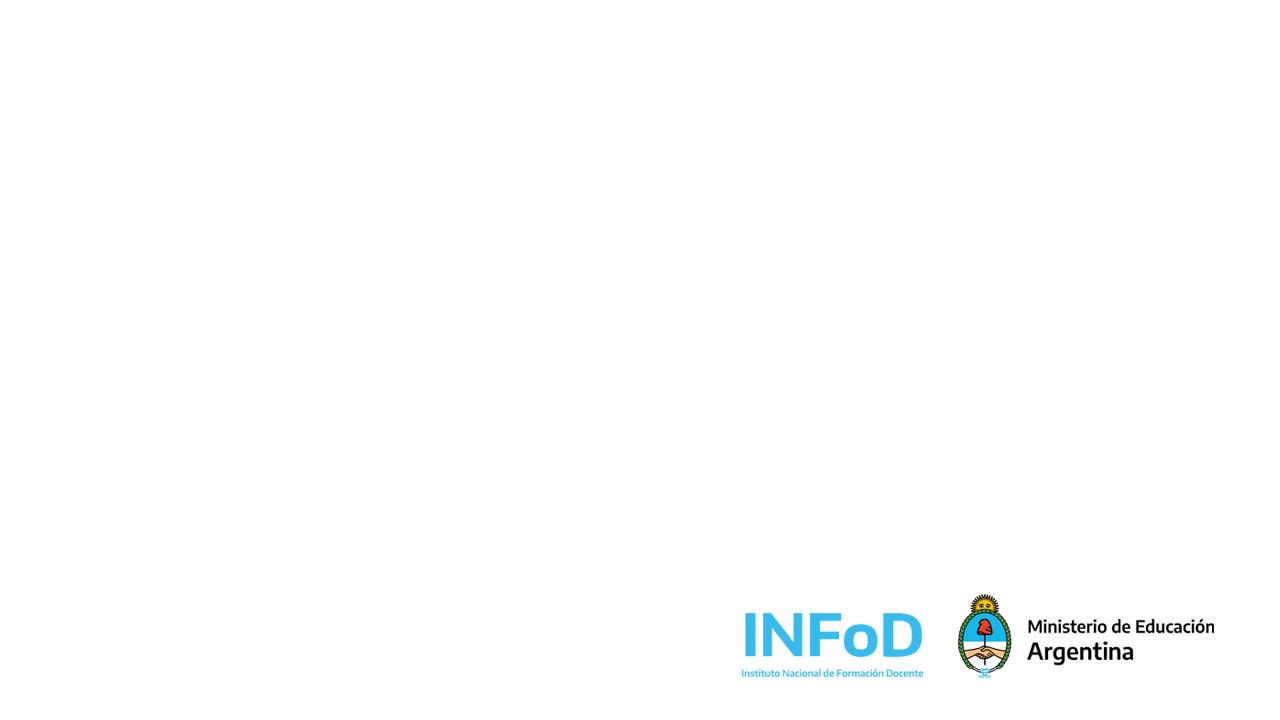 INFoD
Instituto Nacional de Formación Docente
Ministerio de Educación
Argentina